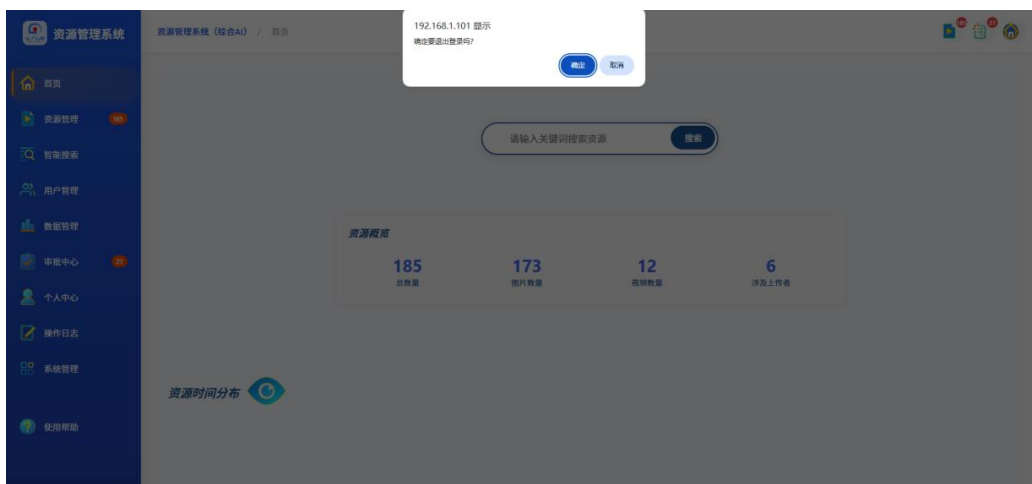 资源管理系统
资源管理系统(综合AI) / 首页
192.168.1.101 显示
确定要退出登录吗?
确定
取消
185
27
首页
资源管理
185
智能搜索
用户管理
数据管理
审批中心
27
个人中心
操作日志
系统管理
使用帮助
请输入关键词搜索资源
搜索
资源概览
185
173
12
6
总数量
图片数量
视频数量
涉及上传者
资源时间分布